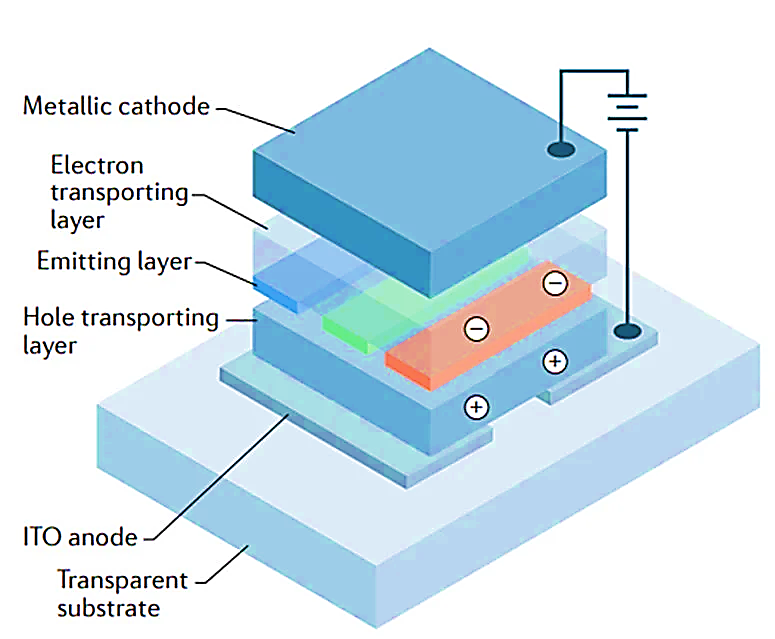 Metallic cathode
Electron
transporting
layer
Emitting layer
Hole transporting
layer
−
−
+
+
ITO anode
Transparent
substrate